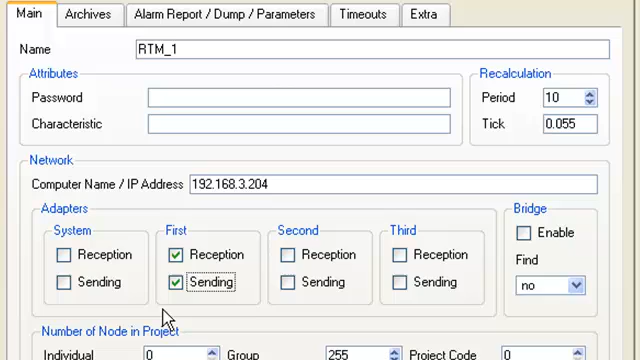 Main Archives Alarm Report / Dump / Parameters Timeouts Extra
Name RTM_1
Attributes Recalculation
Password Period 10
Characteristic Tick 0.055
Network
Computer Name / IP Address 192.168.3.204
Adapters Bridge
System First Second Third Enable
Reception Reception Reception Reception
Find
Sending Sending Sending Sending no
Number of Node in Project
Individual 0 Group 255 Project Code 0